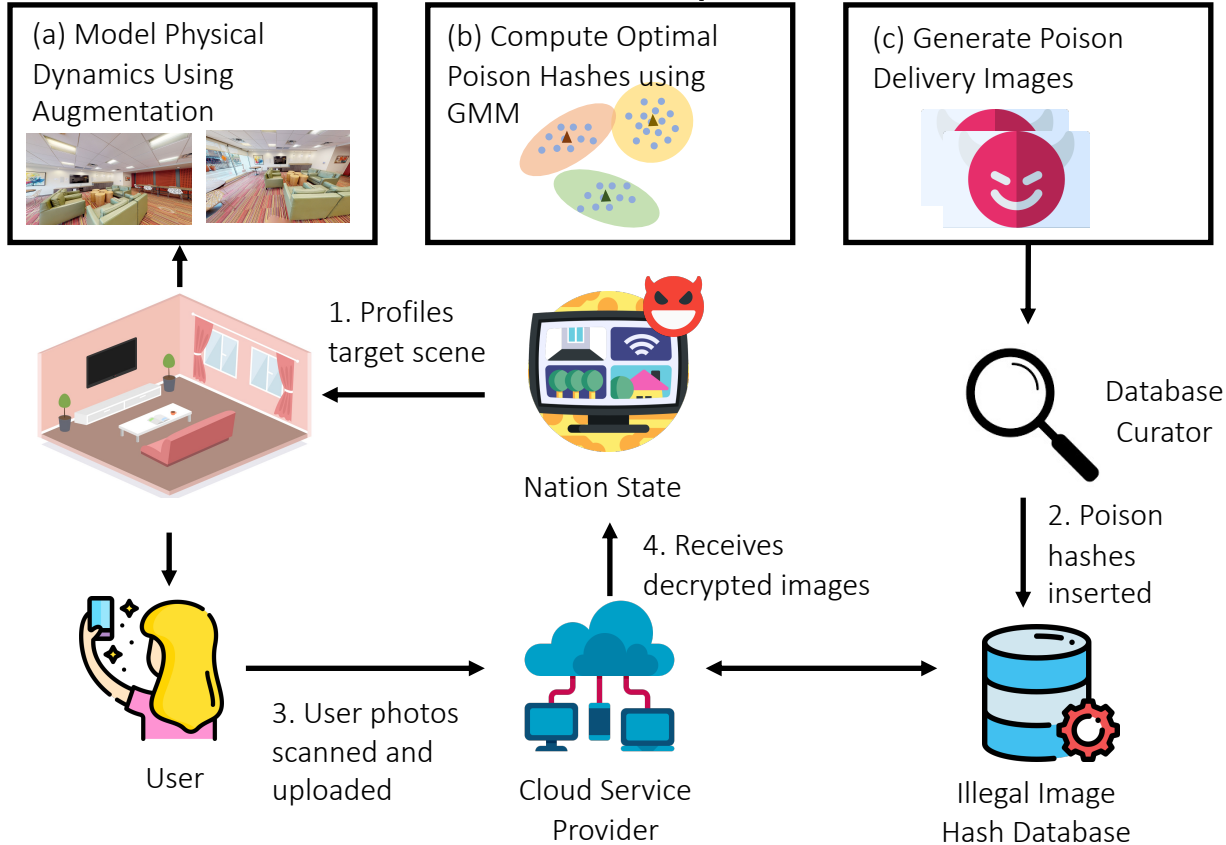 (a) Model Physical
Dynamics Using
Augmentation
(b) Compute Optimal
Poison Hashes using
GMM
(c) Generate Poison
Delivery Images
1. Profiles
target scene
Nation State
Database
Curator
2. Poison
hashes
inserted
4. Receives
decrypted images
3. User photos
scanned and
uploaded
User
Cloud Service
Provider
Illegal Image
Hash Database